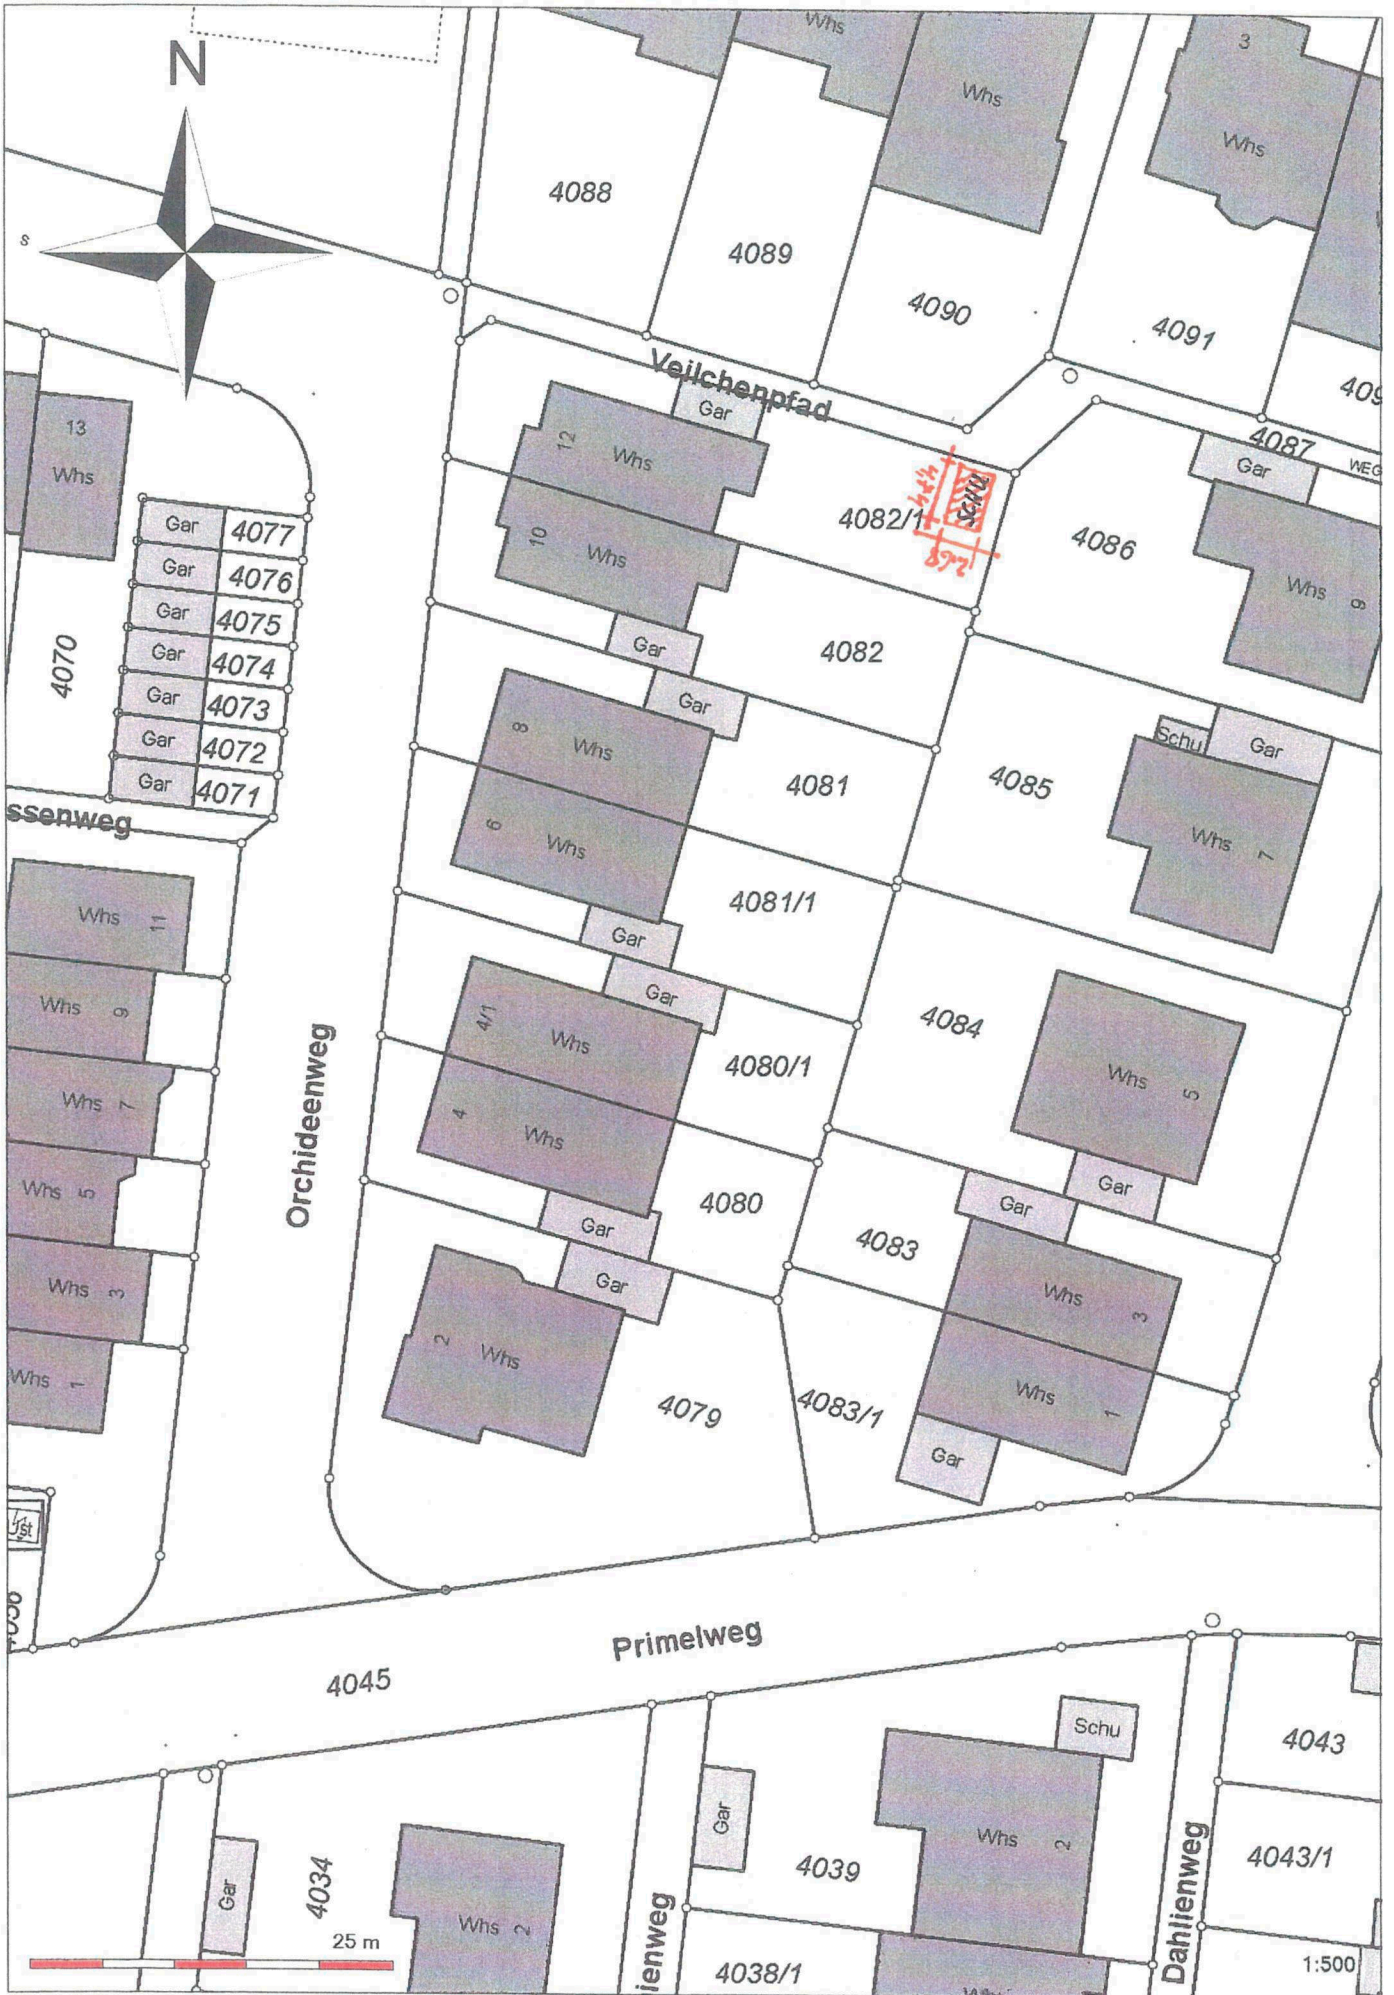 N
Whs
Whs
3
Whs
4088
4089
4090
4091
s
Veilchenpfad
Gar
12
Whs
13
Whs
4087
WEG
Gar
SCHU
4082/1
2,68
4086
Gar
4077
Gar
4076
Gar
4075
Gar
4074
Gar
4073
Gar
4072
Gar
4071
4070
10
Whs
Gar
4082
Whs
9
Gar
8
Whs
4081
4085
Schu
Gar
Whs
7
ssenweg
6
Whs
4081/1
Gar
Whs
11
Whs
9
Whs
7
Whs
5
Whs
3
Whs
1
Orchideenweg
Gar
4/1
Whs
4080/1
4084
Whs
5
4
Whs
4080
Gar
Gar
4083
Gar
Gar
Whs
3
2
Whs
4079
4083/1
Whs
1
Gar
Primelweg
4045
Schu
4043
Gar
Whs
2
4039
4043/1
Gar
4034
Whs
2
ienweg
4038/1
Dahlienweg
25 m
1:500